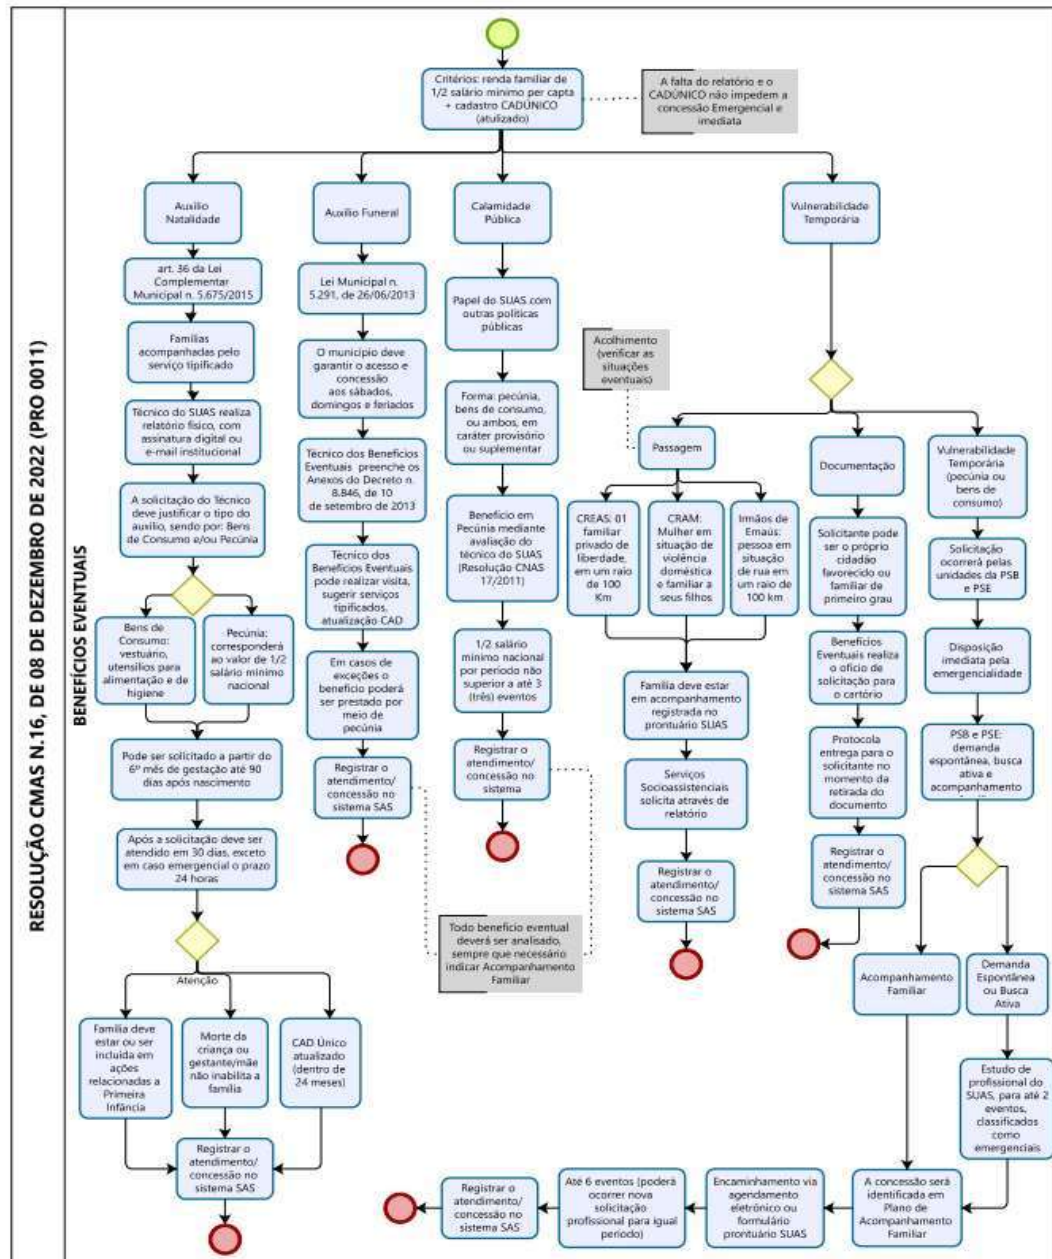 RESOLUÇÃO CMAS N.16, DE 08 DE DEZEMBRO DE 2022 (PRO 0011)
BENEFÍCIOS EVENTUAIS
Critérios: renda familiar de
1/2 salário mínimo per capta
+ cadastro CADÚNICO
(atulizado)
A falta do relatório e o
CADÚNICO não impedem a
concessão Emergencial e
imediata
Auxílio
Natalidade
art. 36 da Lei
Complementar
Municipal n. 5.675/2015
Famílias
acompanhadas pelo
serviço tipificado
Técnico do SUAS realiza
relatório físico, com
assinatura digital ou
e-mail institucional
A solicitação do Técnico
deve justificar o tipo do
auxílio, sendo por: Bens
de Consumo e/ou Pecúnia
Bens de
Consumo:
vestuário,
utensílios para
alimentação e de
higiene
Pecúnia:
corresponderá
ao valor de 1/2
salário mínimo
nacional
Pode ser solicitado a partir do
6º mês de gestação até 90
dias após nascimento
Após a solicitação deve ser
atendido em 30 dias, exceto
em caso emergencial o prazo
24 horas
Atenção
Família deve
estar ou ser
incluída em
ações
relacionadas a
Primeira
Infância
Morte da
criança ou
gestante/mãe
não inabilita a
família
CAD Único
atualizado
(dentro de
24 meses)
Registrar o
atendimento/
concessão no
sistema SAS
Auxílio Funeral
Lei Municipal n.
5.291, de 26/06/2013
O município deve
garantir o acesso e
concessão
aos sábados,
domingos e feriados
Técnico dos Benefícios
Eventuais preenche os
Anexos do Decreto n.
8.846, de 10
de setembro de 2013
Técnico dos
Benefícios Eventuais
pode realizar visita,
sugerir serviços
tipificados,
atualização CAD
Em casos de
exceções o
benefício poderá
ser prestado por
meio de
pecúnia
Registrar o
atendimento/
concessão no
sistema SAS
Calamidade
Pública
Papel do SUAS com
outras políticas
públicas
Forma: pecúnia,
bens de consumo,
ou ambos, em
caráter provisório
ou suplementar
Benefício em
Pecúnia mediante
avaliação do
técnico do SUAS
(Resolução CNAS
17/2011)
1/2 salário
mínimo nacional
por período não
superior a até 3
(três) eventos
Registrar o
atendimento/
concessão no
sistema
Todo benefício eventual
deverá ser analisado,
sempre que necessário
indicar Acompanhamento
Familiar
Vulnerabilidade
Temporária
Acolhimento
(verificar as
situações
eventuais)
Passagem
CREAS: 01
familiar
privado de
liberdade,
em um raio
de 100
Km
CRAM:
Mulher em
situação de
violência
doméstica
e familiar a
seus filhos
Irmãos de
Emaús:
pessoa em
situação de
rua em um
raio de
100 km
Família deve estar
em acompanhamento
registrada no
prontuário SUAS
Serviços
Socioassistenciais
solicita através de
relatório
Registrar o
atendimento/
concessão no
sistema SAS
Documentação
Solicitante pode
ser o próprio
cidadão
favorecido ou
familiar de
primeiro grau
Benefícios
Eventuais realiza
o ofício de
solicitação para
o cartório
Protocola
entrega para o
solicitante no
momento da
retirada do
documento
Registrar o
atendimento/
concessão no
sistema SAS
Vulnerabilidade
Temporária
(pecúnia ou
bens de
consumo)
Solicitação
ocorrerá pelas
unidades da PSB
e PSE
Disposição
imediata pela
emergencialidade
PSB e PSE:
demanda
espontânea, busca
ativa e
acompanhamento
Acompanhamento
Familiar
Demanda
Espontânea
ou Busca
Ativa
Estudo de
profissional do
SUAS, para até 2
eventos,
classificados
como
emergenciais
A concessão será
identificada em
Plano de
Acompanhamento
Familiar
Encaminhamento via
agendamento
eletrônico ou
formulário
prontuário SUAS
Até 6 eventos (poderá
ocorrer nova
solicitação
profissional para igual
período)
Registrar o
atendimento/
concessão no
sistema SAS